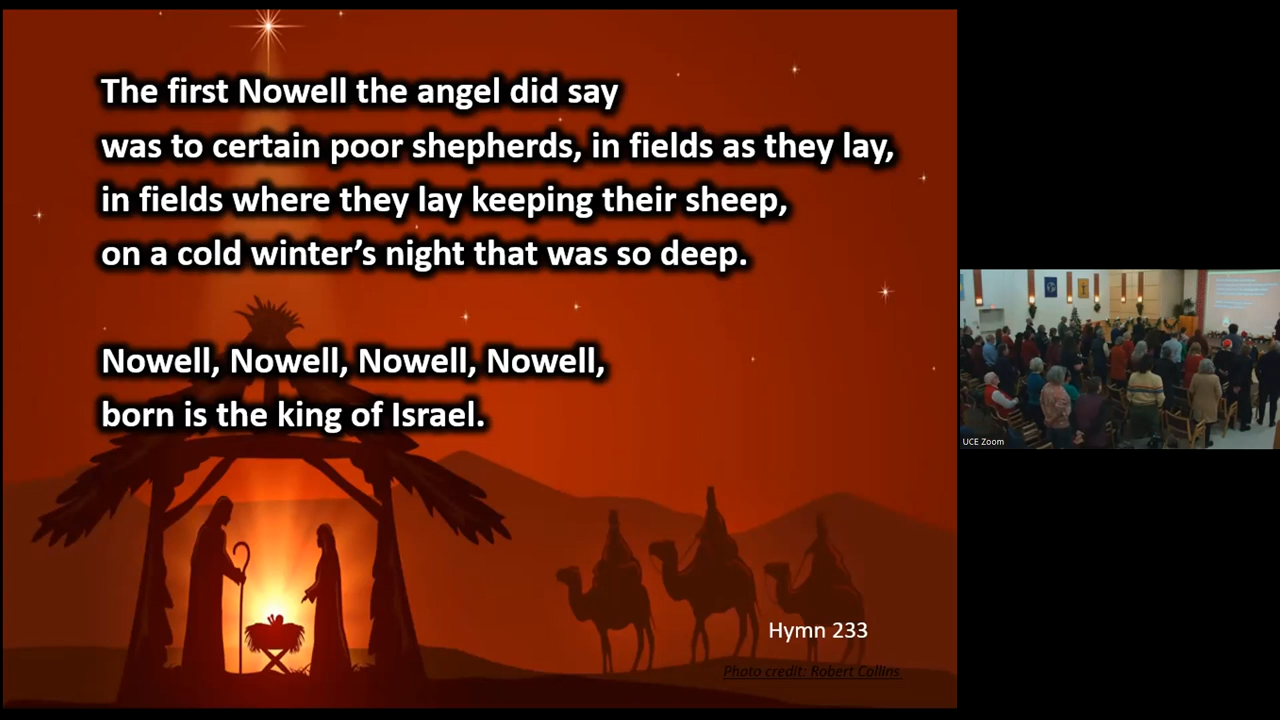 The first Nowell the angel did say
was to certain poor shepherds, in fields as they lay,
in fields where they lay keeping their sheep,
on a cold winter’s night that was so deep.
Nowell, Nowell, Nowell, Nowell,
born is the king of Israel.
Hymn 233
Photo credit: Robert Collins
UCE Zoom